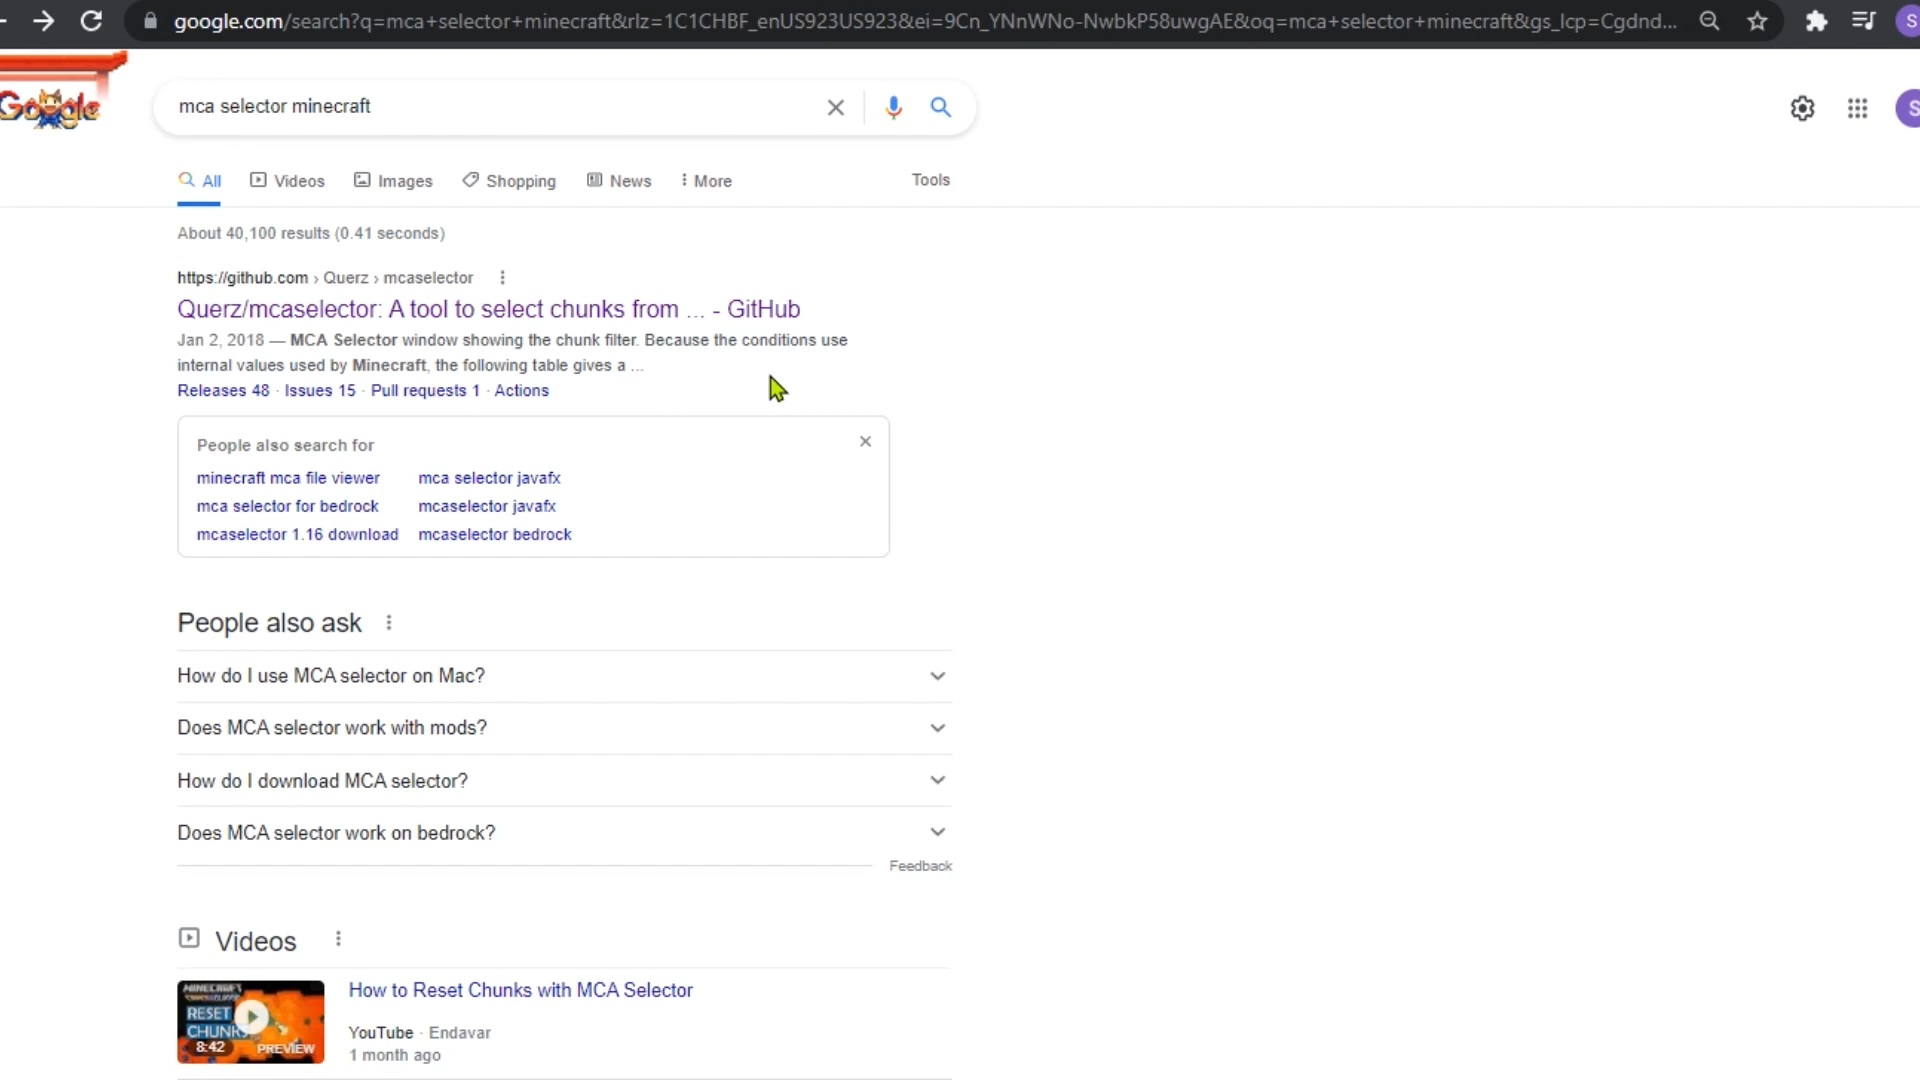 google.com/search?q=mca+selector+minecraft&rlz=1C1CHBF_enUS923US923&ei=9Cn_YNnWNo-NwbkP58uwgAE&oq=mca+selector+minecraft&gs_lcp=Cgdnd...
S
Google
mca selector minecraft
S
All
Videos
Images
Shopping
News
More
Tools
About 40,100 results (0.41 seconds)
https://github.com › Querz › mcaselector
Querz/mcaselector: A tool to select chunks from ... - GitHub
Jan 2, 2018 — MCA Selector window showing the chunk filter. Because the conditions use
internal values used by Minecraft, the following table gives a ...
Releases 48 · Issues 15 · Pull requests 1 · Actions
People also search for
minecraft mca file viewer
mca selector javafx
mca selector for bedrock
mcaselector javafx
mcaselector 1.16 download
mcaselector bedrock
People also ask
How do I use MCA selector on Mac?
Does MCA selector work with mods?
How do I download MCA selector?
Does MCA selector work on bedrock?
Feedback
Videos
MINECRAFT
RESET
CHUNKS
8:42
PREVIEW
How to Reset Chunks with MCA Selector
YouTube · Endavar
1 month ago